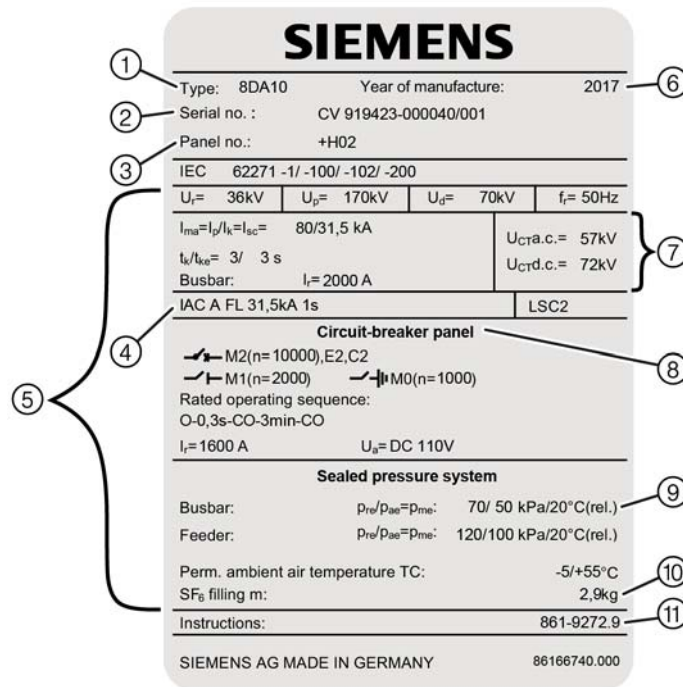 SIEMENS
① Type: 8DA10 Year of manufacture: 2017 ⑥
② Serial no. : CV 919423-000040/001
③ Panel no.: +H02
IEC 62271 -1/ -100/ -102/ -200
Uᵣ= 36kV Uₚ= 170kV U_d= 70kV fᵣ= 50Hz
Iₘₐ=Iₚ/Iₖ=Iₛc= 80/31,5 kA U_CTa.c.= 57kV ⑦
tₖ/tₖₑ= 3/ 3 s U_CTd.c.= 72kV
Busbar: Iᵣ= 2000 A
④ IAC A FL 31,5kA 1s LSC2
Circuit-breaker panel ⑧
⑤ M2(n=10000),E2,C2
M1(n=2000) M0(n=1000)
Rated operating sequence:
O-0,3s-CO-3min-CO
Iᵣ=1600 A Uₐ= DC 110V
Sealed pressure system
Busbar: pᵣₑ/pₐₑ=pₘₑ: 70/ 50 kPa/20°C(rel.) ⑨
Feeder: pᵣₑ/pₐₑ=pₘₑ: 120/100 kPa/20°C(rel.)
Perm. ambient air temperature TC: -5/+55°C
SF₆ filling m: 2,9kg ⑩
Instructions: 861-9272.9 ⑪
SIEMENS AG MADE IN GERMANY 86166740.000